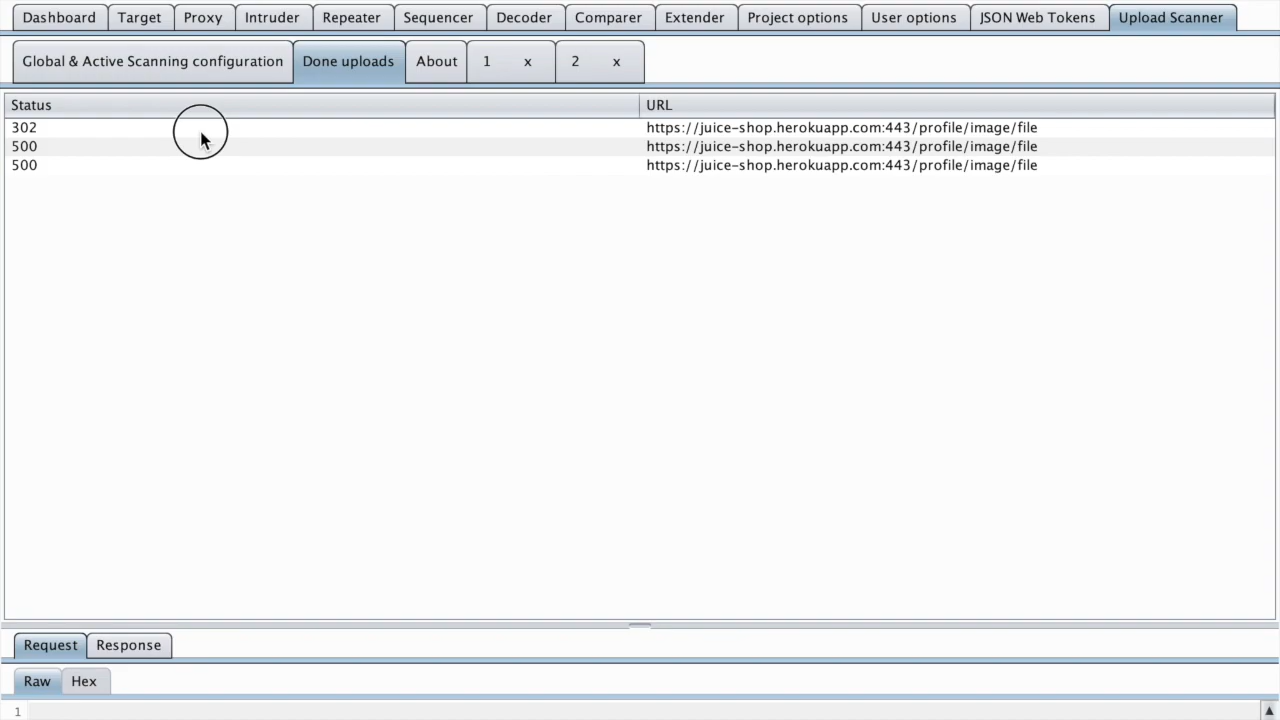 Dashboard Target Proxy Intruder Repeater Sequencer Decoder Comparer Extender Project options User options JSON Web Tokens Upload Scanner
Global & Active Scanning configuration Done uploads About 1 x 2 x
Status URL
302 https://juice-shop.herokuapp.com:443/profile/image/file
500 https://juice-shop.herokuapp.com:443/profile/image/file
500 https://juice-shop.herokuapp.com:443/profile/image/file
Request Response
Raw Hex
1